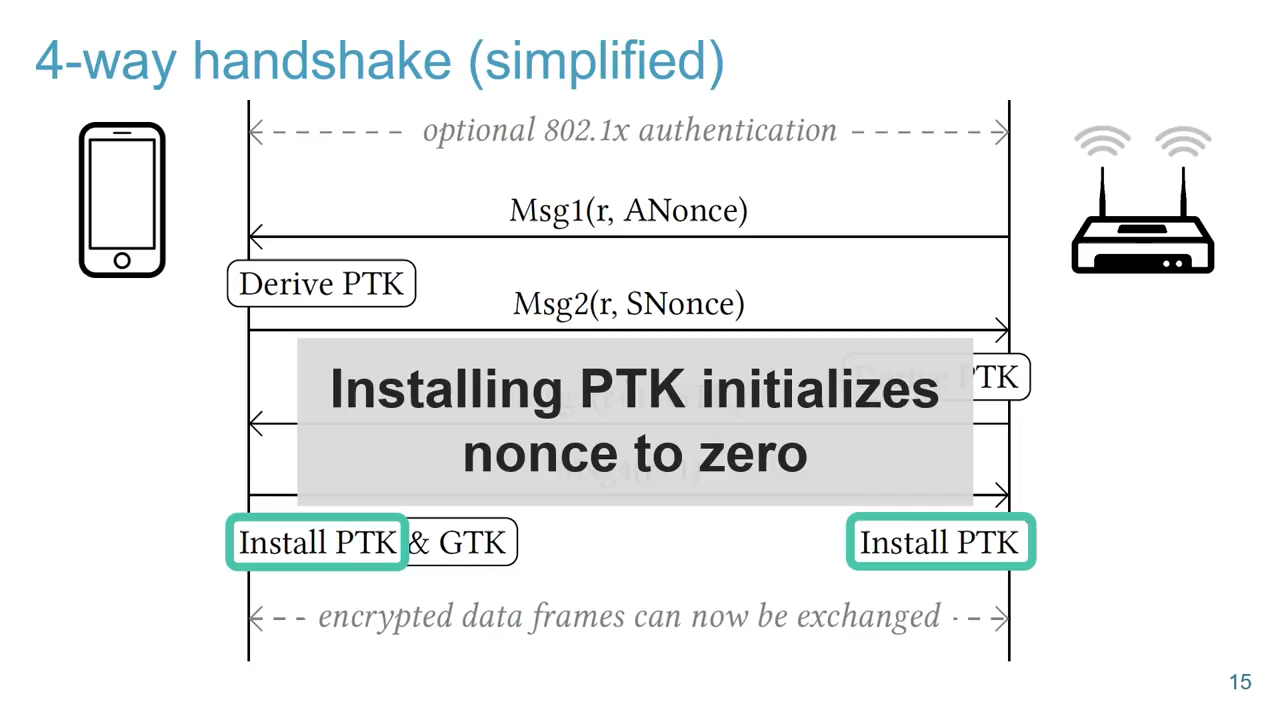 4-way handshake (simplified)
optional 802.1x authentication
Msg1(r, ANonce)
Derive PTK
Msg2(r, SNonce)
PTK
Installing PTK initializes
nonce to zero
Install PTK & GTK
Install PTK
encrypted data frames can now be exchanged
15